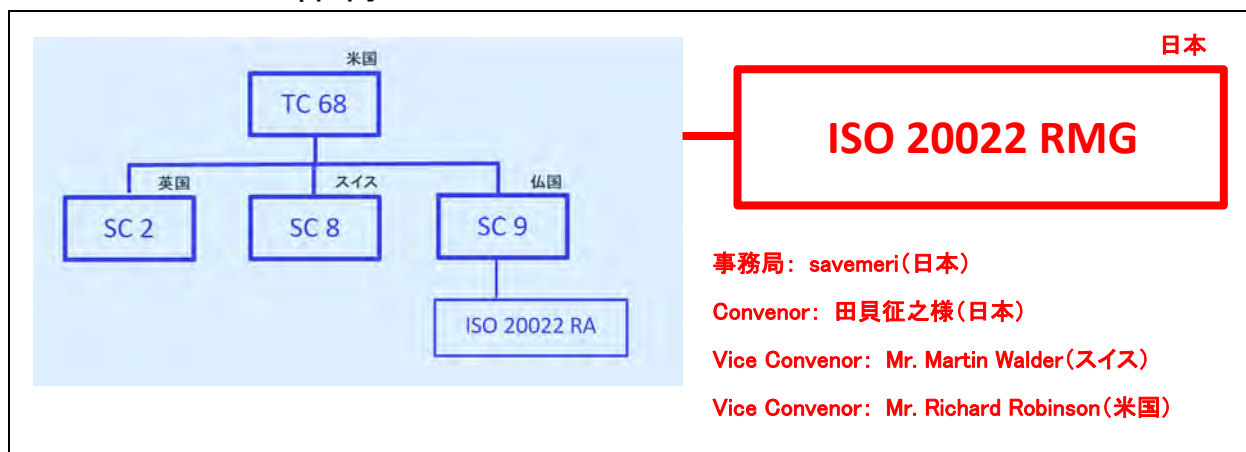 米国
TC 68
英国
スイス
仏国
SC 2
SC 8
SC 9
ISO 20022 RA
日本
ISO 20022 RMG
事務局： savemeri（日本）
Convenor： 田貝征之様（日本）
Vice Convenor： Mr. Martin Walder（スイス）
Vice Convenor： Mr. Richard Robinson（米国）